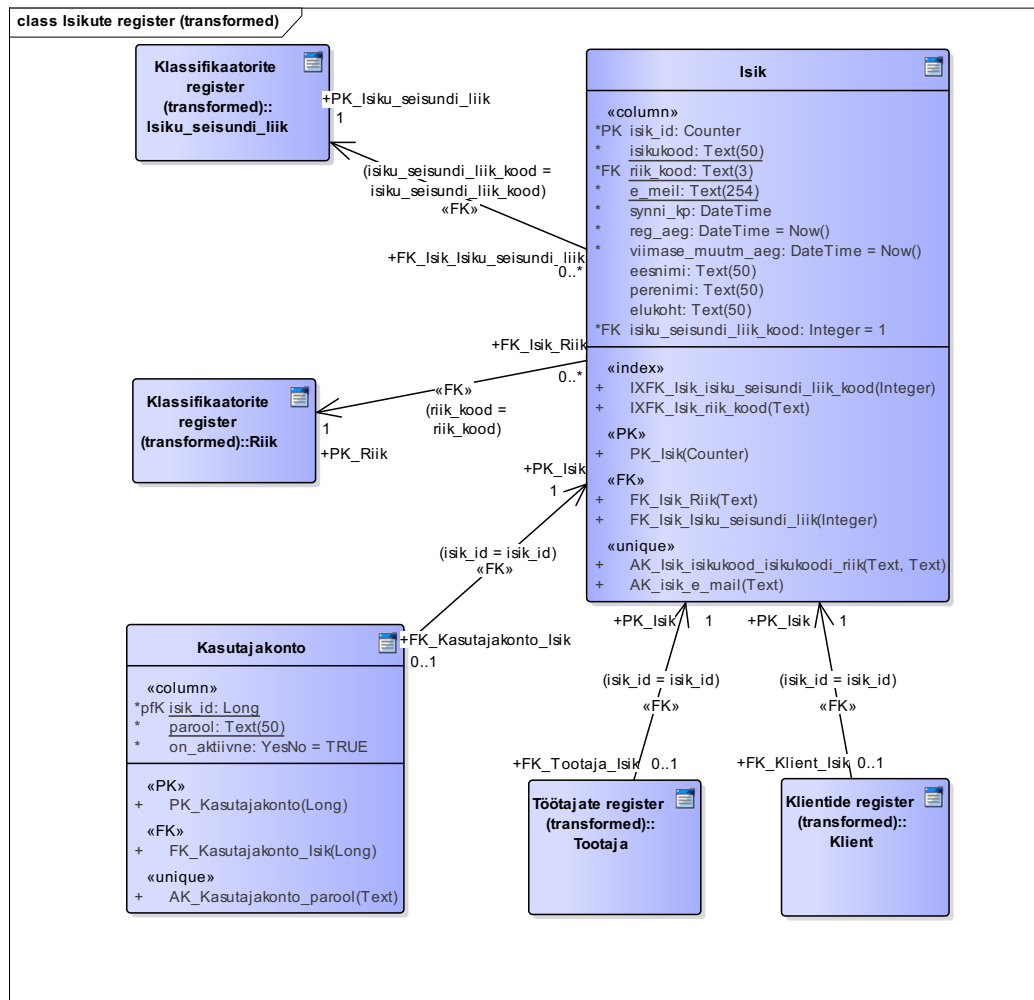 class Isikute register (transformed)
Klassifikaatorite
register
(transformed)::
Isiku_seisundi_liik
+PK_Isiku_seisundi_liik
1
(isiku_seisundi_liik_kood =
isiku_seisundi_liik_kood)
«FK»
+FK_Isik_Isiku_seisundi_liik
0..*
Isik
«column»
*PK isik_id: Counter
* isikukood: Text(50)
*FK riik_kood: Text(3)
* e_meil: Text(254)
* synni_kp: DateTime
* reg_aeg: DateTime = Now()
* viimase_muutm_aeg: DateTime = Now()
eesnimi: Text(50)
perenimi: Text(50)
elukoht: Text(50)
*FK isiku_seisundi_liik_kood: Integer = 1
«index»
+ IXFK_Isik_isiku_seisundi_liik_kood(Integer)
+ IXFK_Isik_riik_kood(Text)
«PK»
+ PK_Isik(Counter)
«FK»
+ FK_Isik_Riik(Text)
+ FK_Isik_Isiku_seisundi_liik(Integer)
«unique»
+ AK_Isik_isikukood_isikukoodi_riik(Text, Text)
+ AK_isik_e_mail(Text)
+FK_Isik_Riik
0..*
«FK»
(riik_kood =
riik_kood)
1
+PK_Riik
Klassifikaatorite
register
(transformed)::Riik
+PK_Isik
1
(isik_id = isik_id)
«FK»
+FK_Kasutajakonto_Isik
0..1
Kasutajakonto
«column»
*pfK isik_id: Long
* parool: Text(50)
* on_aktiivne: YesNo = TRUE
«PK»
+ PK_Kasutajakonto(Long)
«FK»
+ FK_Kasutajakonto_Isik(Long)
«unique»
+ AK_Kasutajakonto_parool(Text)
+PK_Isik 1
(isik_id = isik_id)
«FK»
+FK_Tootaja_Isik 0..1
Töötajate register
(transformed)::
Tootaja
+PK_Isik 1
(isik_id = isik_id)
«FK»
+FK_Klient_Isik 0..1
Klientide register
(transformed)::
Klient